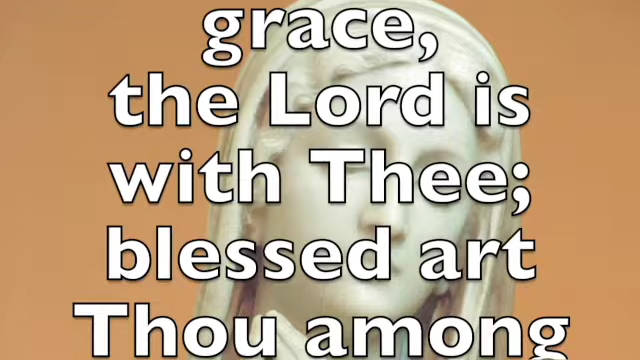 grace,
the Lord is
with Thee;
blessed art
Thou among